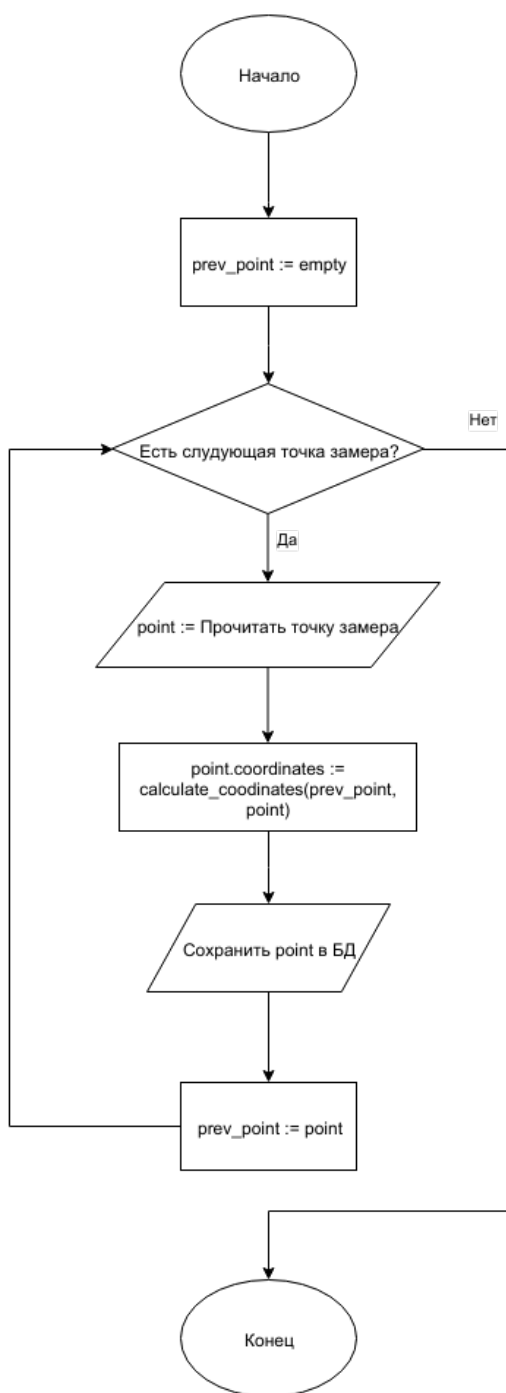 Начало
prev_point := empty
Есть слудующая точка замера?
Нет
Да
point := Прочитать точку замера
point.coordinates :=
calculate_coodinates(prev_point,
point)
Сохранить point в БД
prev_point := point
Конец